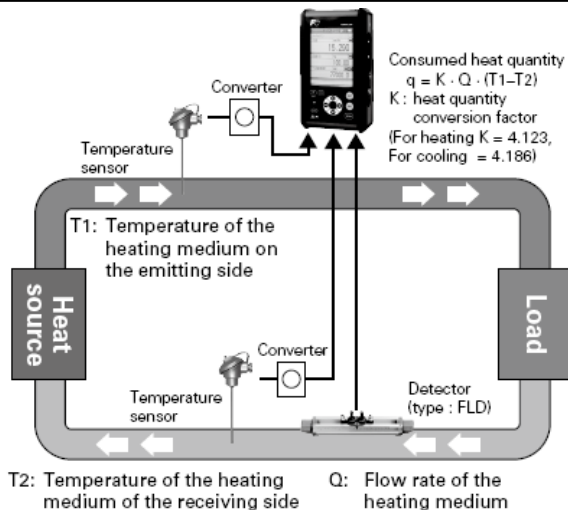 Consumed heat quantity
q = K · Q · (T1–T2)
K : heat quantity
conversion factor
(For heating K = 4.123,
For cooling = 4.186)
Converter
Temperature
sensor
T1: Temperature of the
heating medium on
the emitting side
Heat
source
Load
Converter
Temperature
sensor
Detector
(type : FLD)
T2: Temperature of the heating
medium of the receiving side
Q: Flow rate of the
heating medium